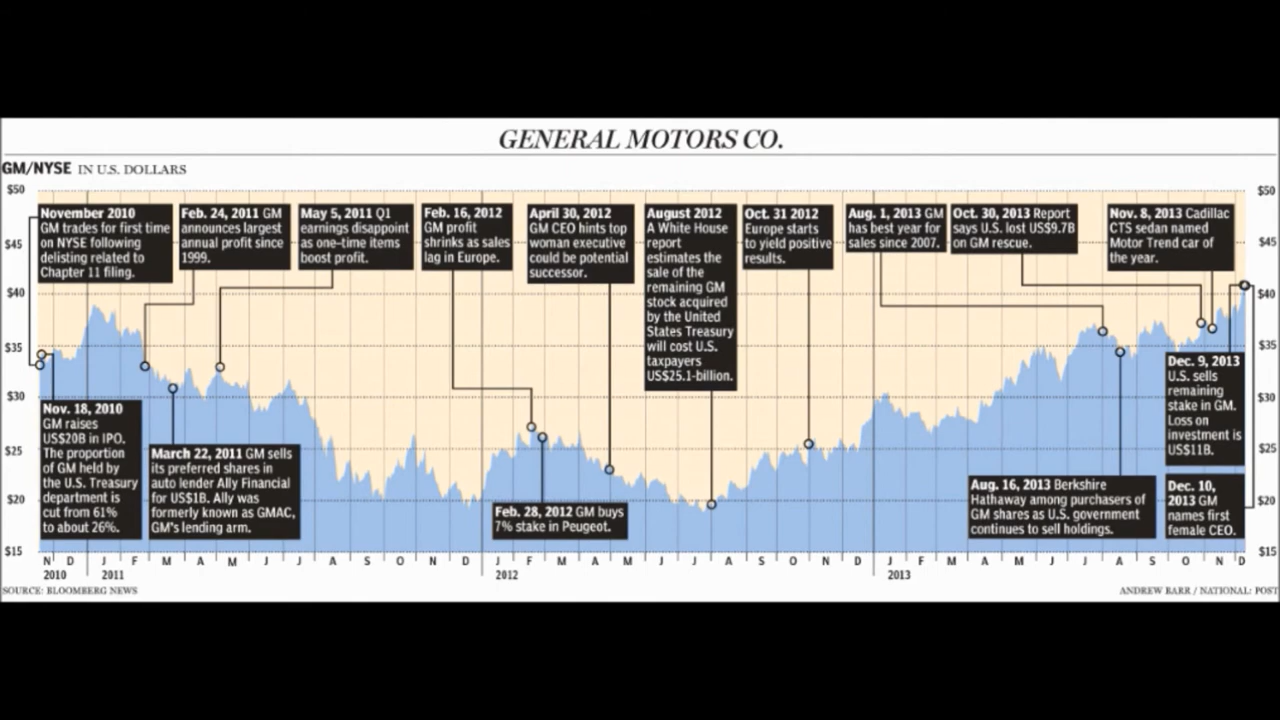 GENERAL MOTORS CO.
GM/NYSE IN U.S. DOLLARS
$50
$45
$40
$35
$30
$25
$20
$15
November 2010
GM trades for first time
on NYSE following
delisting related to
Chapter 11 filing.
Feb. 24, 2011 GM
announces largest
annual profit since
1999.
May 5, 2011 Q1
earnings disappoint
as one-time items
boost profit.
Feb. 16, 2012
GM profit
shrinks as sales
lag in Europe.
April 30, 2012
GM CEO hints top
woman executive
could be potential
successor.
August 2012
A White House
report
estimates the
sale of the
remaining GM
stock acquired
by the United
States Treasury
will cost U.S.
taxpayers
US$25.1-billion.
Oct. 31 2012
Europe starts
to yield positive
results.
Aug. 1, 2013 GM
has best year for
sales since 2007.
Oct. 30, 2013 Report
says U.S. lost US$9.7B
on GM rescue.
Nov. 8, 2013 Cadillac
CTS sedan named
Motor Trend car of
the year.
$50
$45
$40
$35
$30
$25
$20
$15
Nov. 18, 2010
GM raises
US$20B in IPO.
The proportion
of GM held by
the U.S. Treasury
department is
cut from 61%
to about 26%.
March 22, 2011 GM sells
its preferred shares in
auto lender Ally Financial
for US$1B. Ally was
formerly known as GMAC,
GM's lending arm.
Feb. 28, 2012 GM buys
7% stake in Peugeot.
Aug. 16, 2013 Berkshire
Hathaway among purchasers of
GM shares as U.S. government
continues to sell holdings.
Dec. 9, 2013
U.S. sells
remaining
stake in GM.
Loss on
investment is
US$11B.
Dec. 10,
2013 GM
names first
female CEO.
N D J F M A M J J A S O N D J F M A M J J A S O N D J F M A M J J A S O N D
2010 2011 2012 2013
SOURCE: BLOOMBERG NEWS
ANDREW BARR / NATIONAL POST